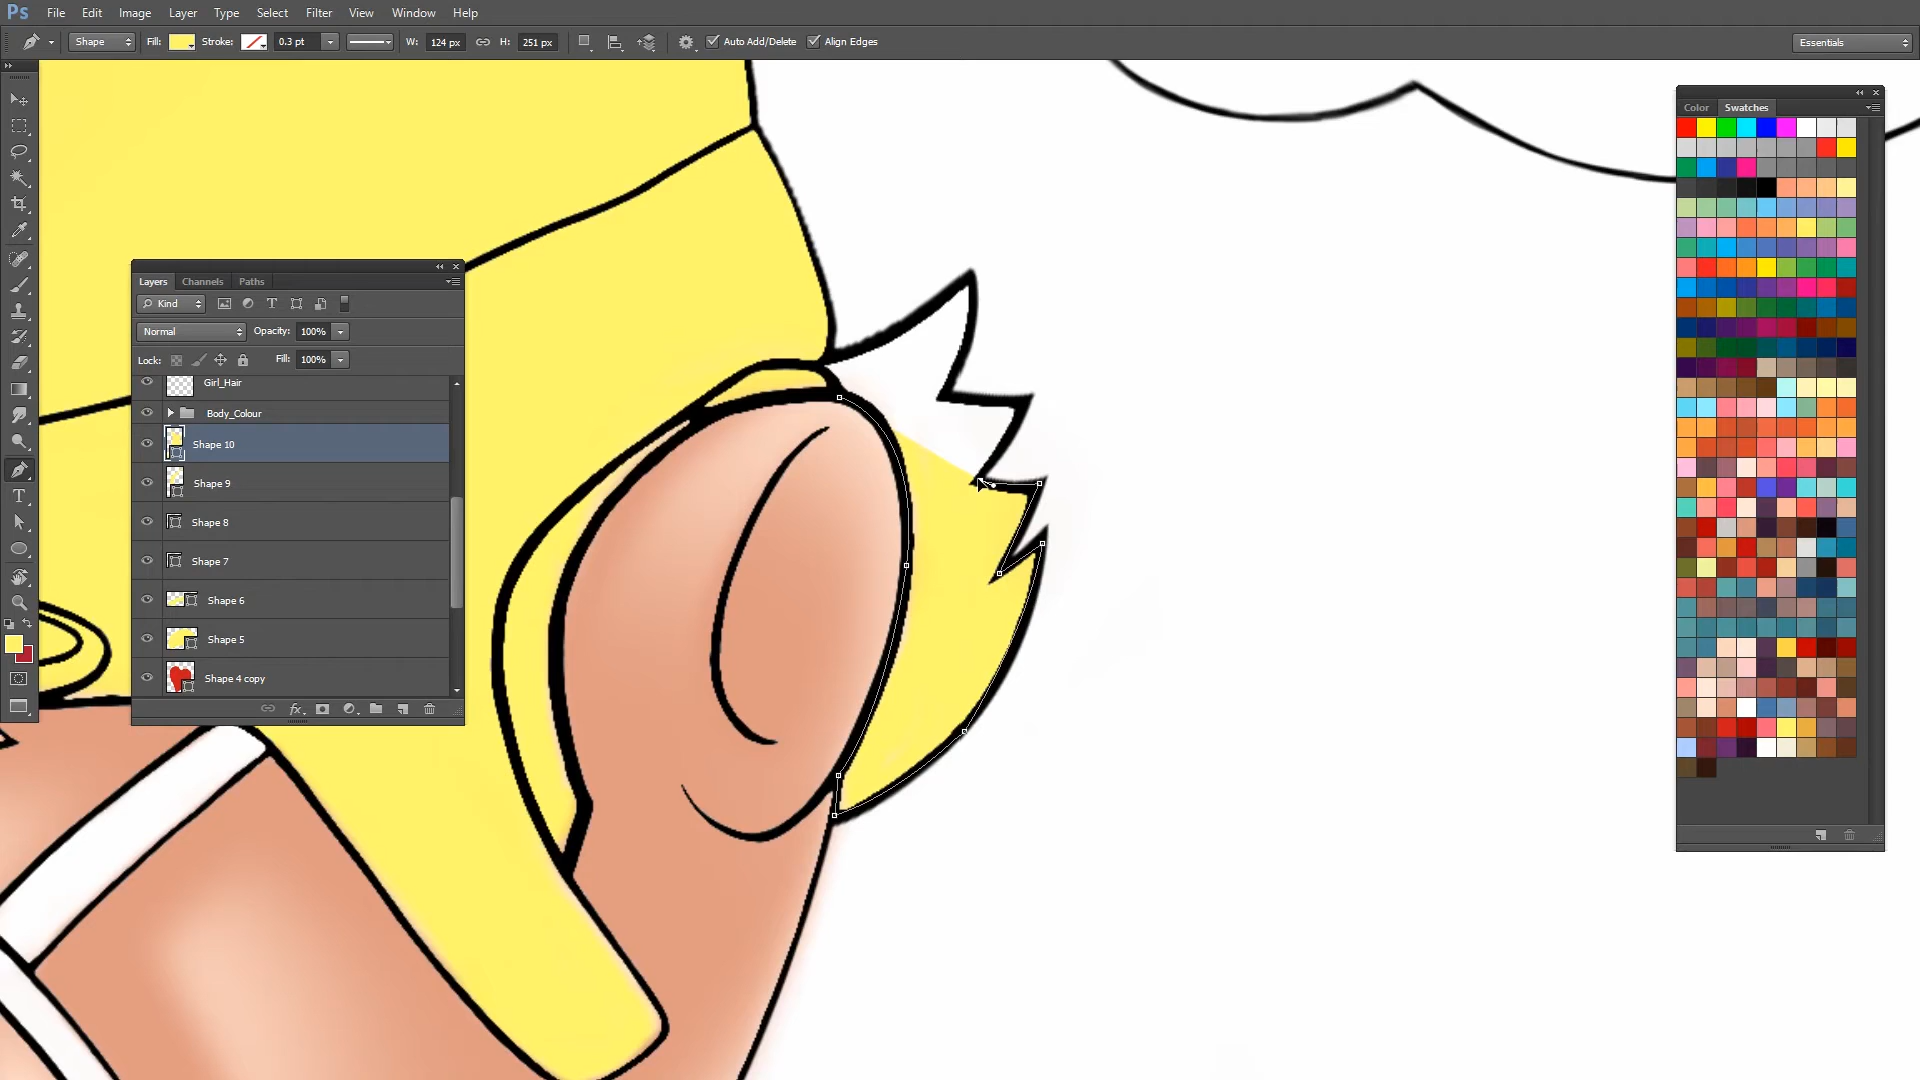 Ps File Edit Image Layer Type Select Filter View Window Help
Shape Fill: Stroke: 0.3 pt W: 124 px H: 251 px Auto Add/Delete Align Edges Essentials
Color Swatches
Layers Channels Paths
Kind
Normal Opacity: 100%
Lock: Fill: 100%
Girl_Hair
Body_Colour
Shape 10
Shape 9
Shape 8
Shape 7
Shape 6
Shape 5
Shape 4 copy
fx